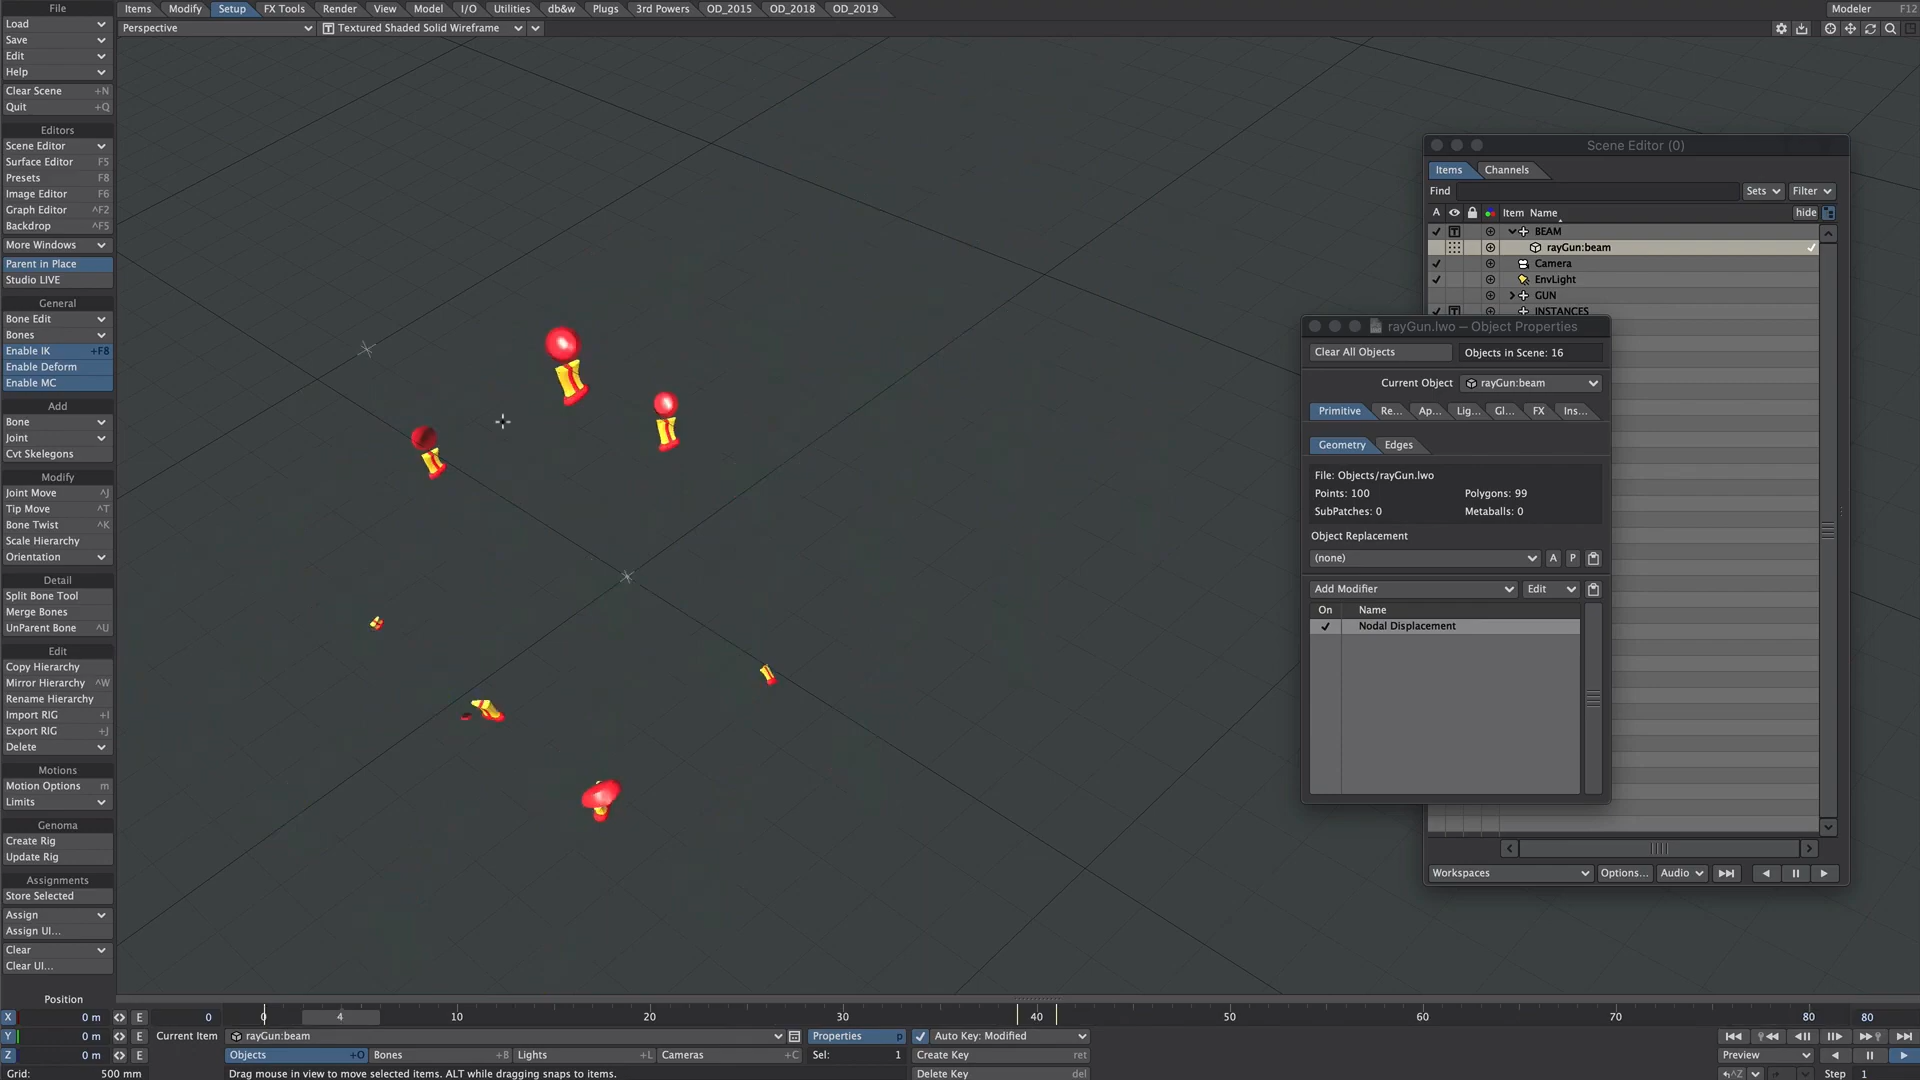 File
Items Modify Setup FX Tools Render View Model I/O Utilities db&w Plugs 3rd Powers OD_2015 OD_2018 OD_2019 Modeler F12
Load
Perspective Textured Shaded Solid Wireframe
Save
Edit
Help
Clear Scene +N
Quit +Q
Editors
Scene Editor
Surface Editor F5
Presets F8
Image Editor F6
Graph Editor ^F2
Backdrop ^F5
More Windows
Parent in Place
Studio LIVE
General
Bone Edit
Bones
Enable IK +F8
Enable Deform
Enable MC
Add
Bone
Joint
Cvt Skelegons
Modify
Joint Move ^J
Tip Move ^T
Bone Twist ^K
Scale Hierarchy
Orientation
Detail
Split Bone Tool
Merge Bones
UnParent Bone ^U
Edit
Copy Hierarchy
Mirror Hierarchy ^W
Rename Hierarchy
Import RIG +I
Export RIG +J
Delete
Motions
Motion Options m
Limits
Genoma
Create Rig
Update Rig
Assignments
Store Selected
Assign
Assign UI...
Clear
Clear UI...
Scene Editor (0)
Items Channels
Find Sets Filter
A Item Name hide
BEAM
rayGun:beam
Camera
EnvLight
GUN
INSTANCES
rayGun.lwo — Object Properties
Clear All Objects Objects in Scene: 16
Current Object rayGun:beam
Primitive Re... Ap... Lig... Gl... FX Ins...
Geometry Edges
File: Objects/rayGun.lwo
Points: 100 Polygons: 99
SubPatches: 0 Metaballs: 0
Object Replacement
(none) A P
Add Modifier Edit
On Name
Nodal Displacement
Workspaces Options... Audio
Position
X 0 m E 0 0 4 10 20 30 40 50 60 70 80 80
Y 0 m E Current Item rayGun:beam Properties p Auto Key: Modified
Z 0 m E Objects +O Bones +B Lights +L Cameras +C Sel: 1 Create Key ret Preview
Grid: 500 mm Drag mouse in view to move selected items. ALT while dragging snaps to items. Delete Key del ^Z Step 1